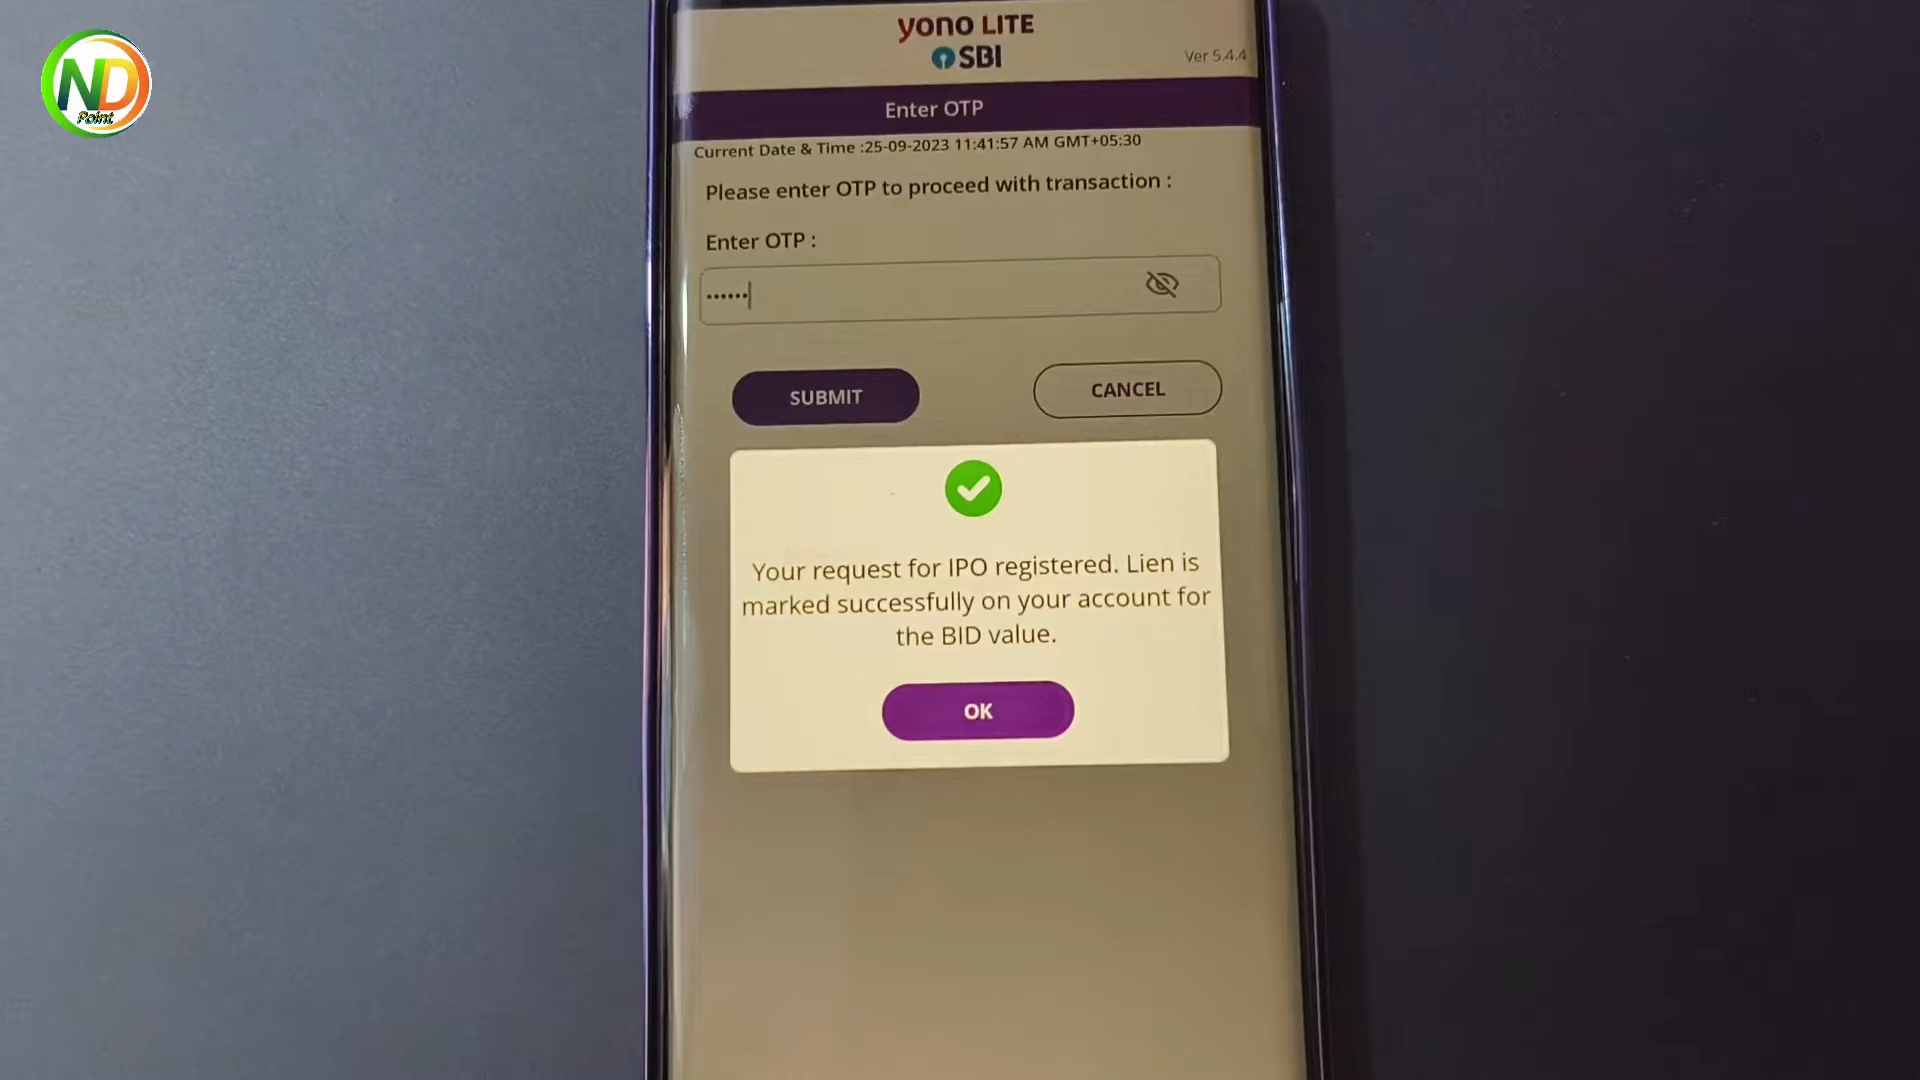 ND
Point
yono LITE
SBI
Ver 5.4.4
Enter OTP
Current Date & Time :25-09-2023 11:41:57 AM GMT+05:30
Please enter OTP to proceed with transaction :
Enter OTP :
••••••
SUBMIT
CANCEL
Your request for IPO registered. Lien is
marked successfully on your account for
the BID value.
OK